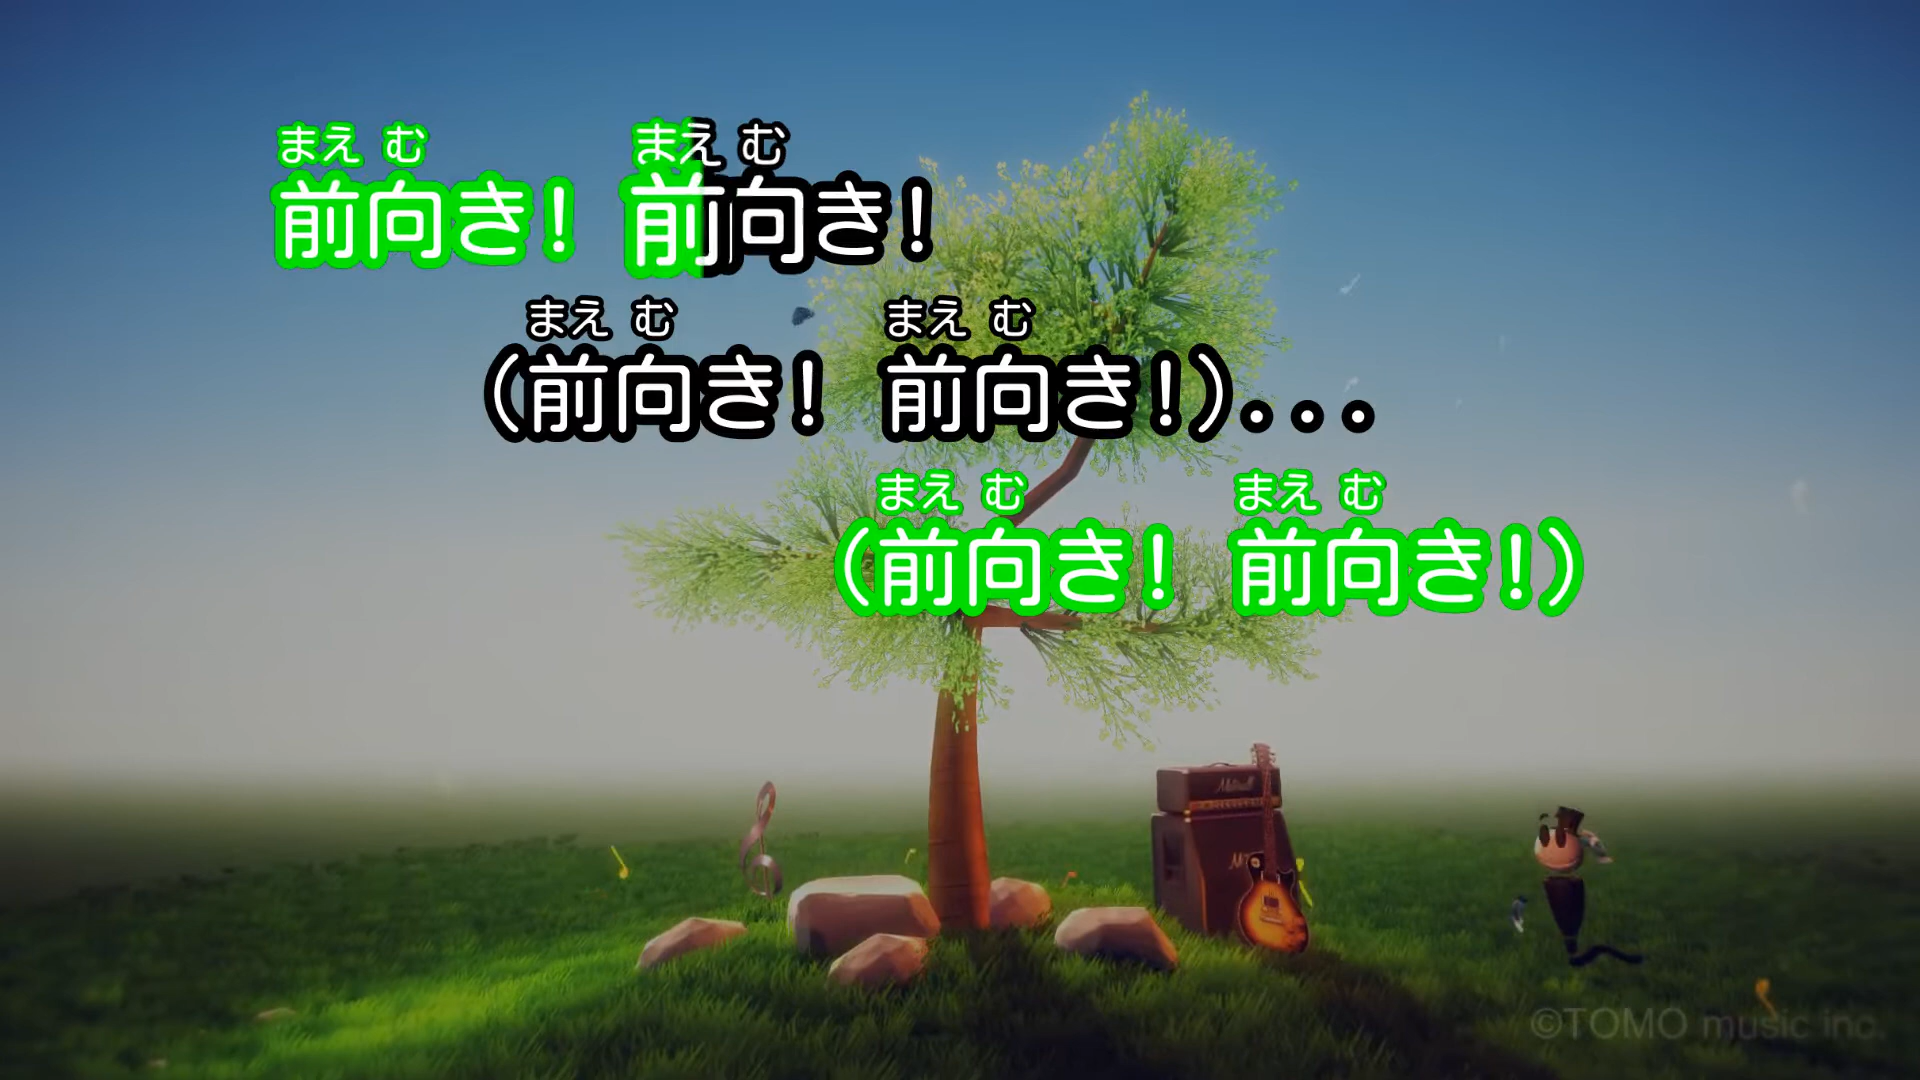 まえ む まえ む
前向き! 前向き!
まえ む まえ む
(前向き! 前向き!)...
まえ む まえ む
(前向き! 前向き!)
©TOMO music inc.